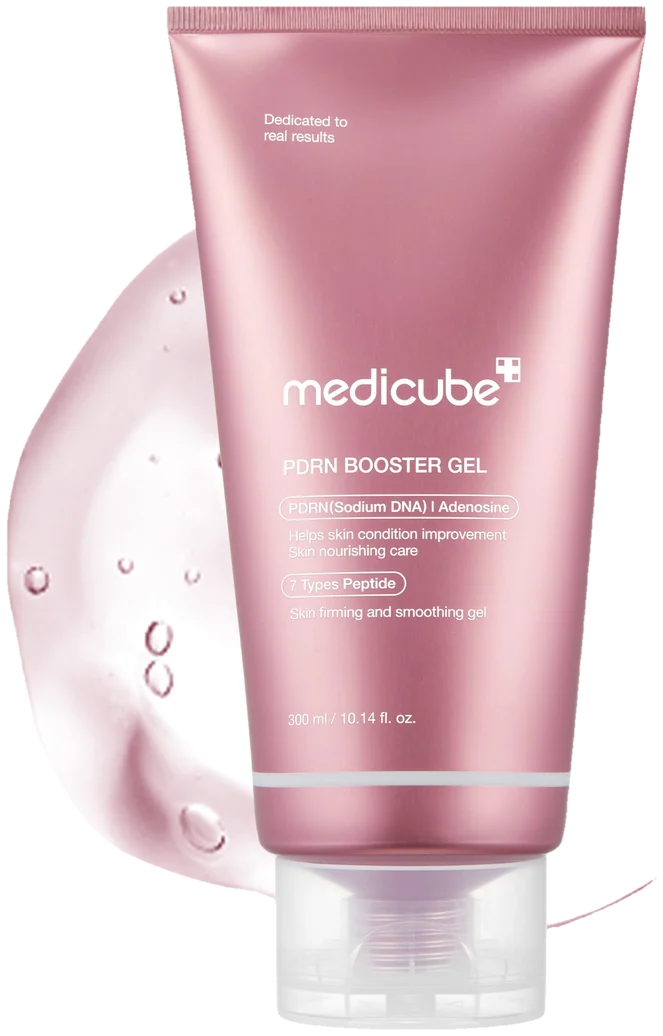 Dedicated to
real results
medicube
PDRN BOOSTER GEL
PDRN(Sodium DNA) | Adenosine
Helps skin condition improvement
Skin nourishing care
7 Types Peptide
Skin firming and smoothing gel
300 ml / 10.14 fl. oz.